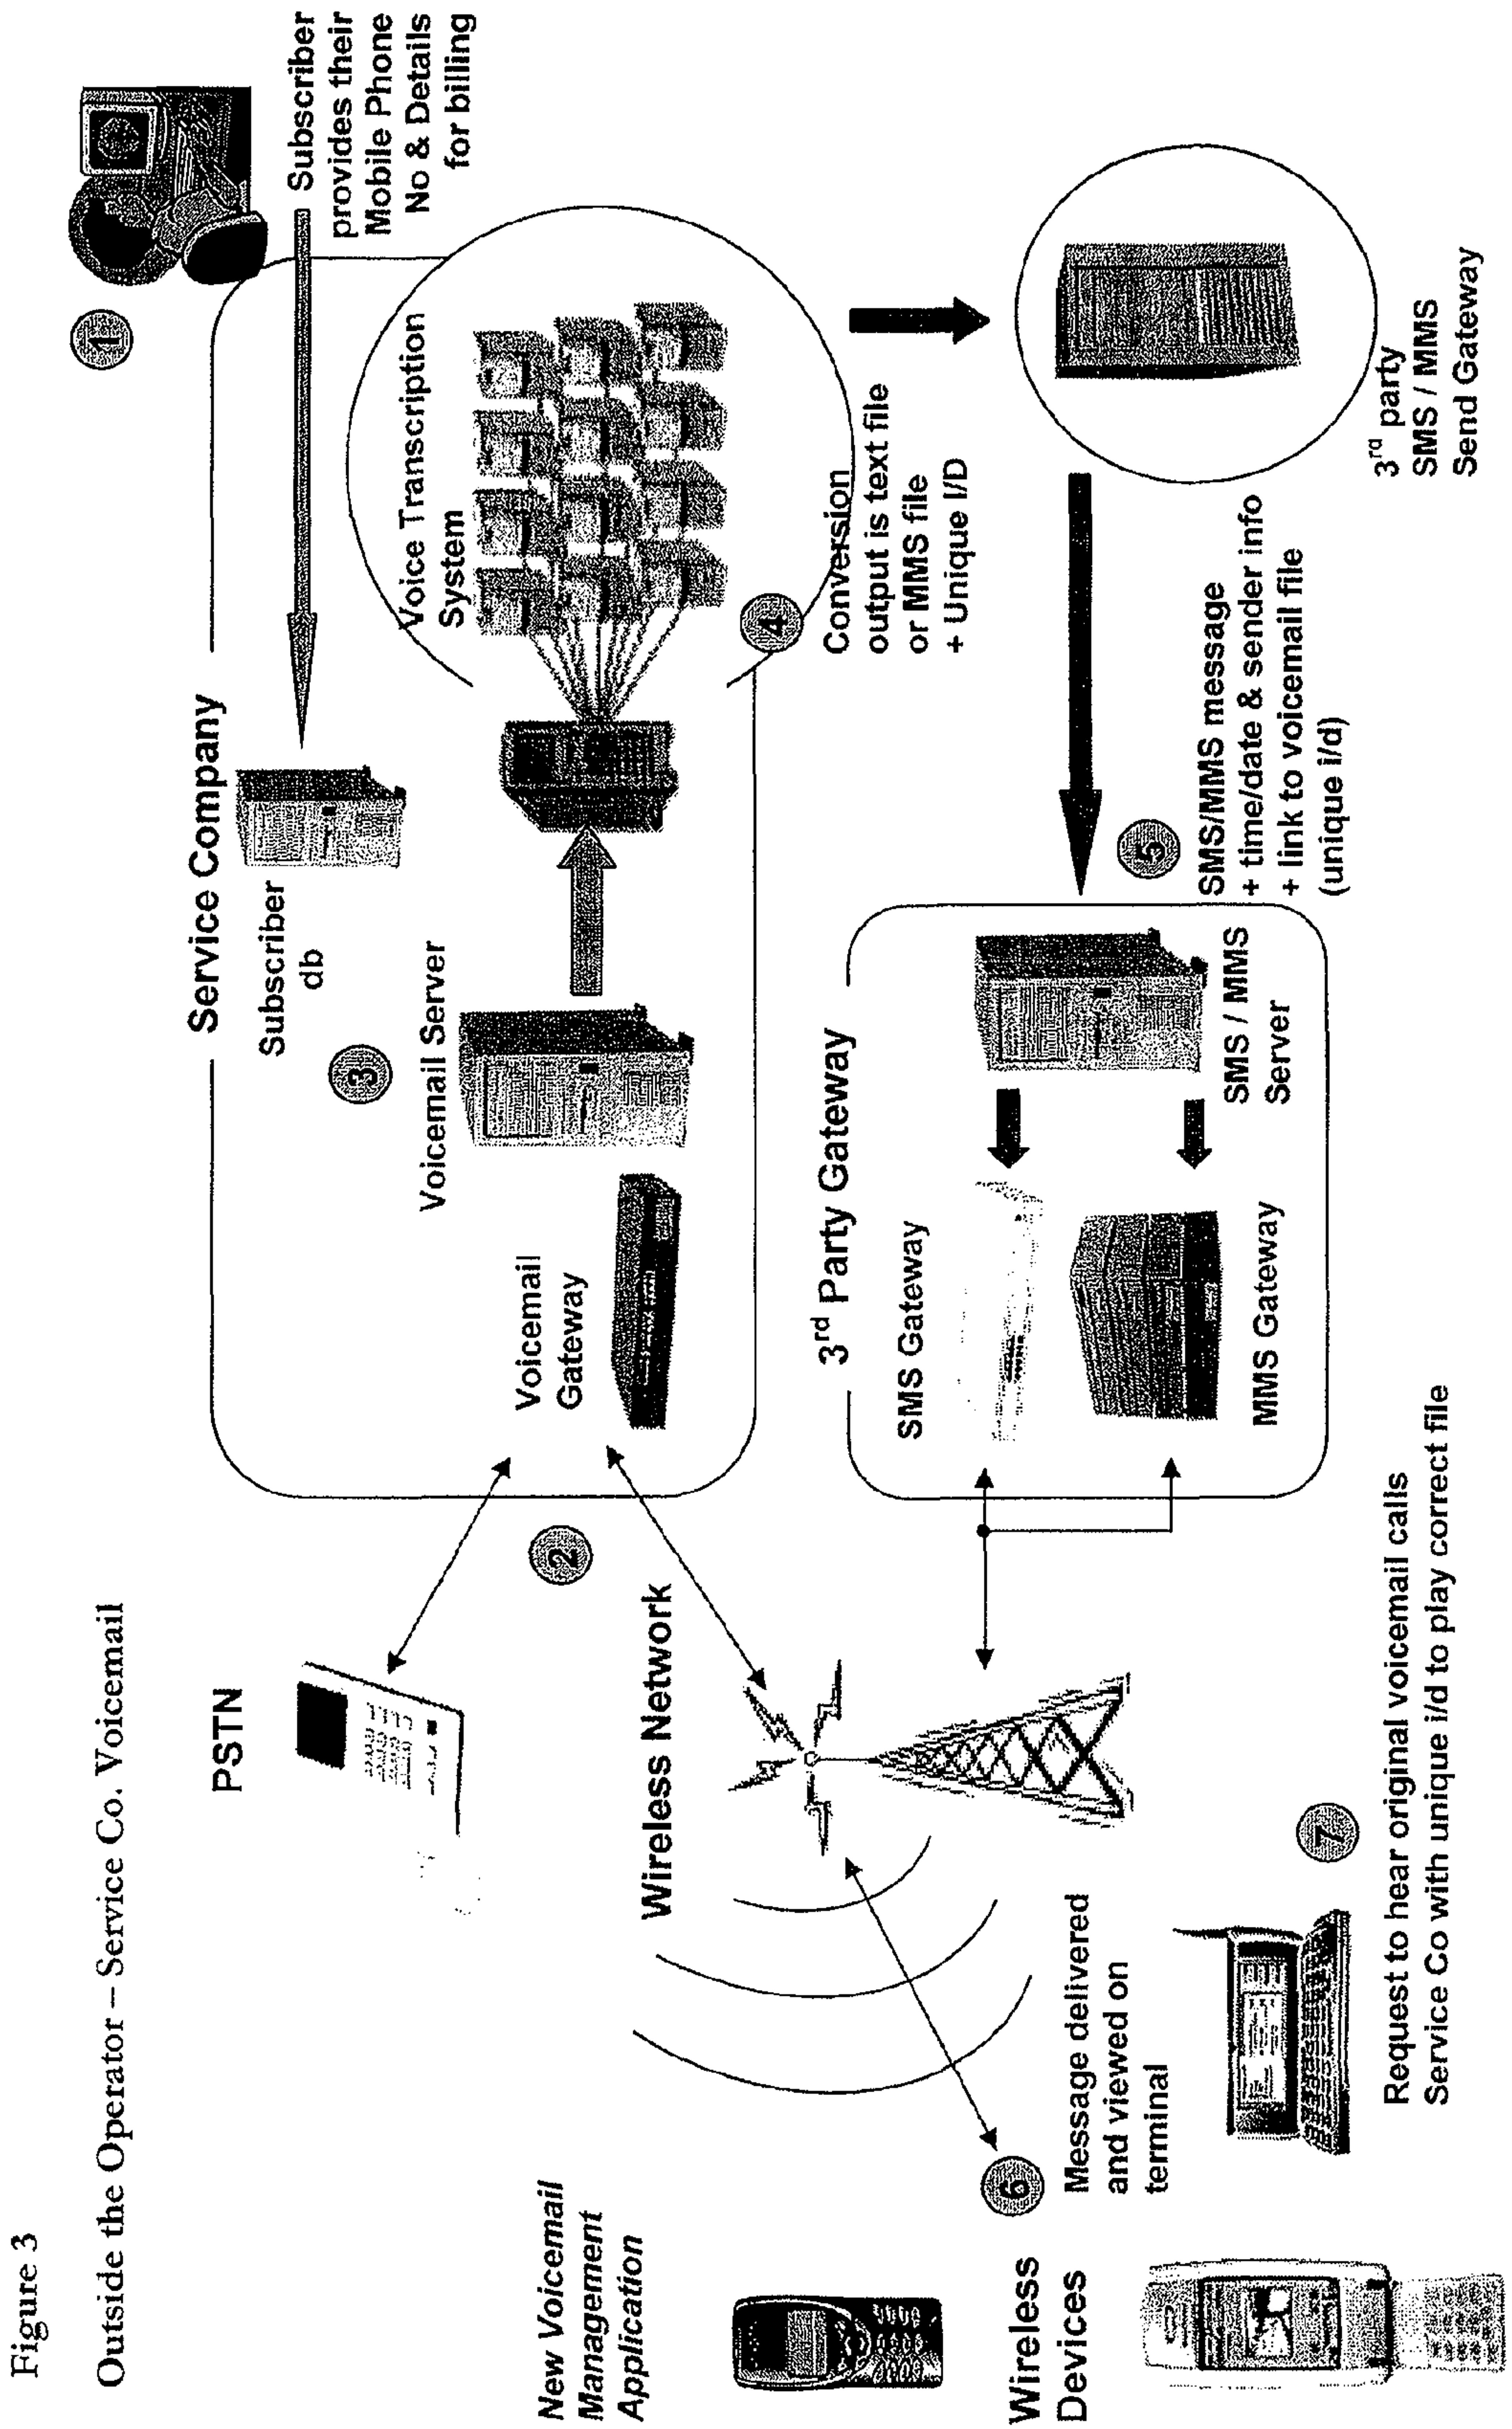 Figure 3
Outside the Operator – Service Co. Voicemail
PSTN
Service Company
1
Subscriber
provides their
Mobile Phone
No & Details
for billing
Subscriber
db
3
Voicemail Server
Voice Transcription
System
Voicemail
Gateway
2
New Voicemail
Management
Application
Wireless Network
4
Conversion
output is text file
or MMS file
+ Unique I/D
3rd Party Gateway
SMS Gateway
MMS Gateway
SMS / MMS
Server
5
SMS/MMS message
+ time/date & sender info
+ link to voicemail file
(unique i/d)
3rd party
SMS / MMS
Send Gateway
6
Message delivered
and viewed on
terminal
Wireless
Devices
7
Request to hear original voicemail calls
Service Co with unique i/d to play correct file